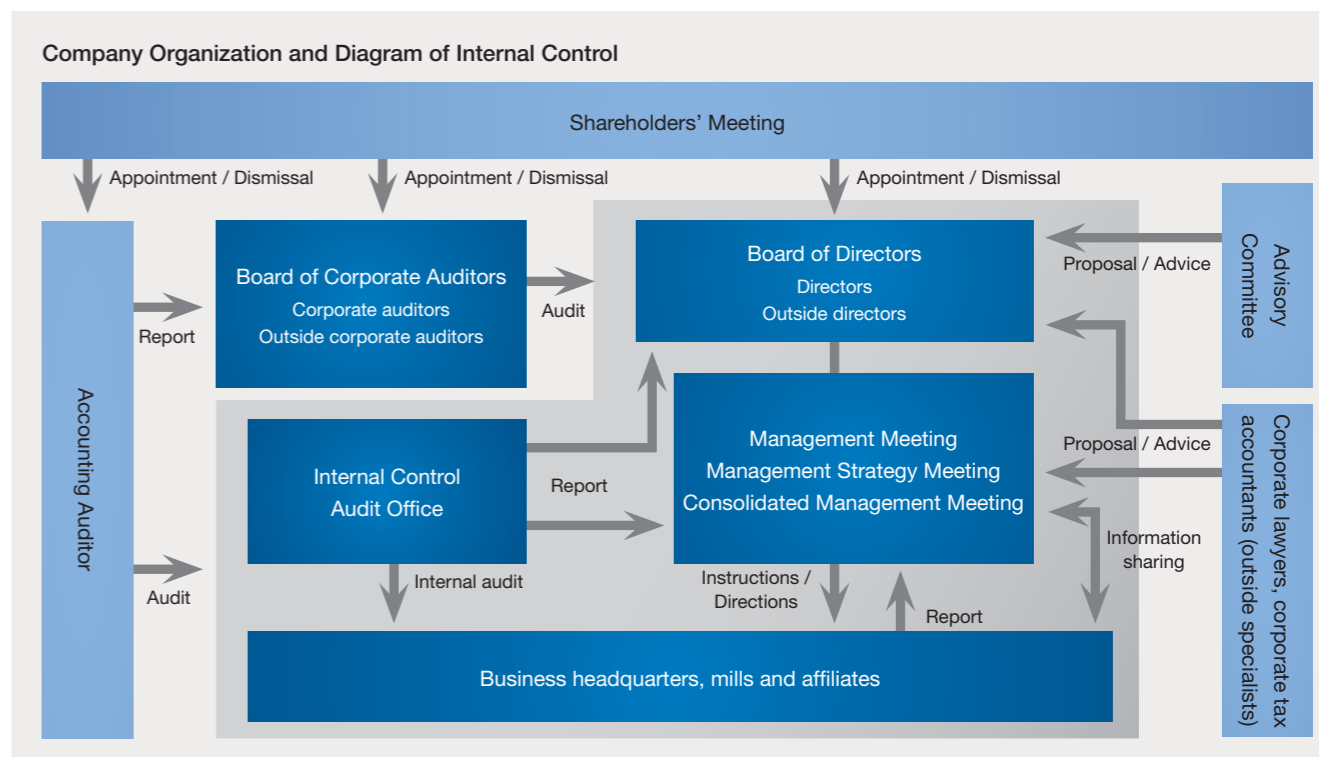 Company Organization and Diagram of Internal Control
Shareholders’ Meeting
Appointment / Dismissal
Appointment / Dismissal
Appointment / Dismissal
Accounting Auditor
Report
Audit
Board of Corporate Auditors
Corporate auditors
Outside corporate auditors
Audit
Board of Directors
Directors
Outside directors
Proposal / Advice
Advisory
Committee
Internal Control
Audit Office
Report
Internal audit
Management Meeting
Management Strategy Meeting
Consolidated Management Meeting
Proposal / Advice
Corporate lawyers, corporate tax
accountants (outside specialists)
Information
sharing
Instructions /
Directions
Report
Business headquarters, mills and affiliates